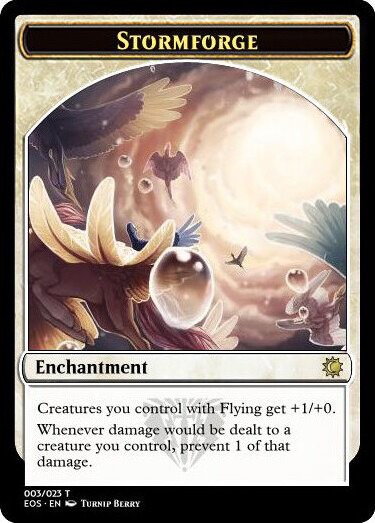 STORMFORGE
Enchantment
Creatures you control with Flying get +1/+0.
Whenever damage would be dealt to a
creature you control, prevent 1 of that
damage.
003/023 T
EOS · EN TURNIP BERRY